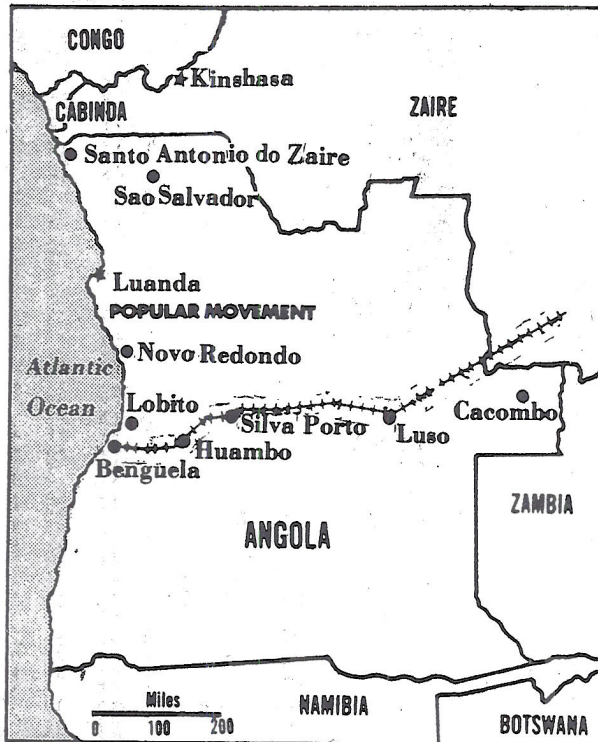 CONGO
Kinshasa
CABINDA
ZAIRE
Santo Antonio do Zaire
Sao Salvador
Luanda
POPULAR MOVEMENT
Atlantic
Ocean
Novo Redondo
Lobito
Silva Porto
Cacombo
Luso
Huambo
Benguela
ZAMBIA
ANGOLA
Miles
0 100 200
NAMIBIA
BOTSWANA